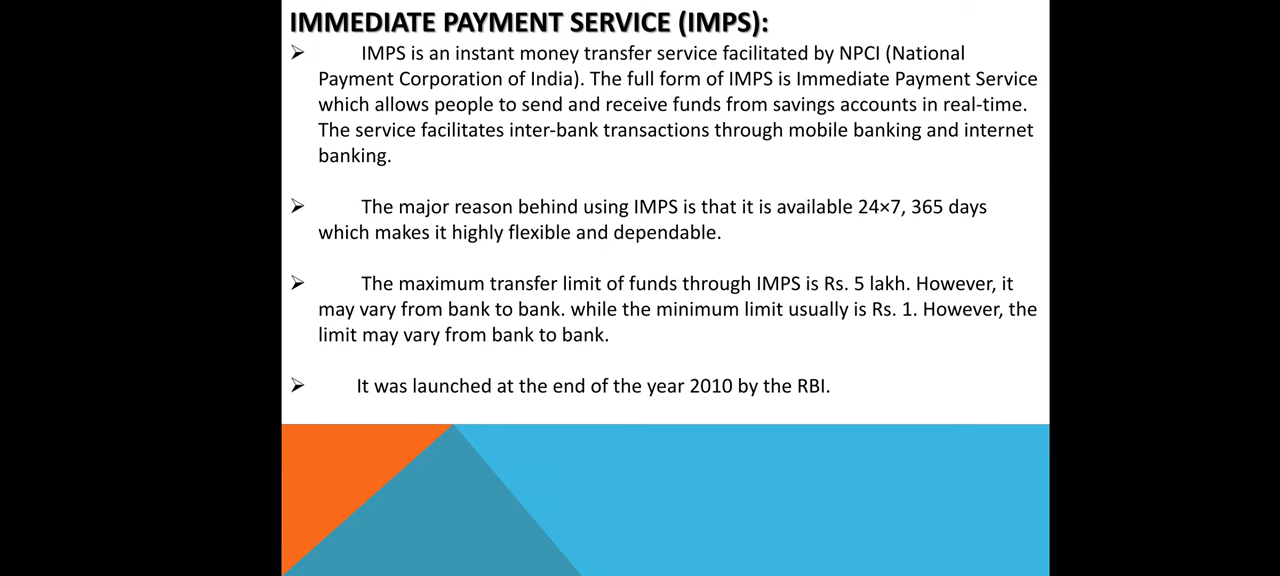 IMMEDIATE PAYMENT SERVICE (IMPS):
➢ IMPS is an instant money transfer service facilitated by NPCI (National
Payment Corporation of India). The full form of IMPS is Immediate Payment Service
which allows people to send and receive funds from savings accounts in real-time.
The service facilitates inter-bank transactions through mobile banking and internet
banking.
➢ The major reason behind using IMPS is that it is available 24×7, 365 days
which makes it highly flexible and dependable.
➢ The maximum transfer limit of funds through IMPS is Rs. 5 lakh. However, it
may vary from bank to bank. while the minimum limit usually is Rs. 1. However, the
limit may vary from bank to bank.
➢ It was launched at the end of the year 2010 by the RBI.